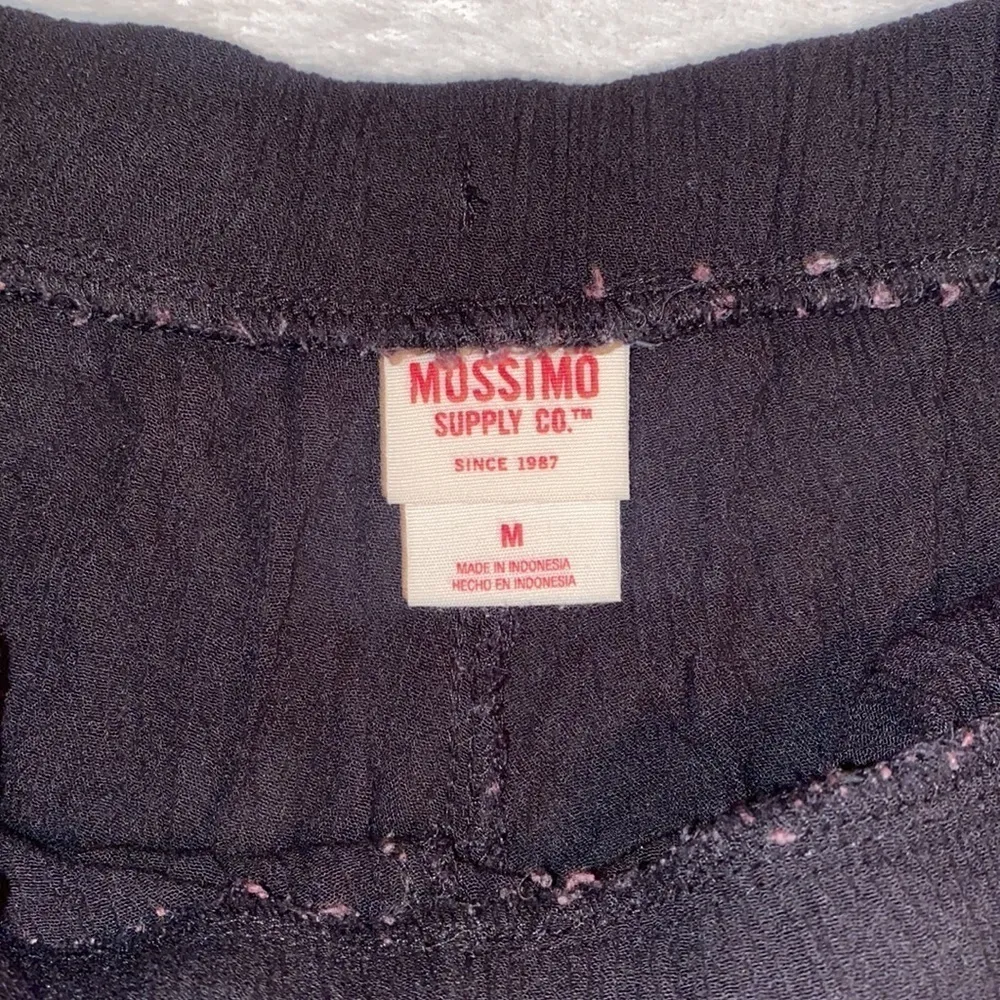 MOSSIMO
SUPPLY CO.™
SINCE 1987
M
MADE IN INDONESIA
HECHO EN INDONESIA